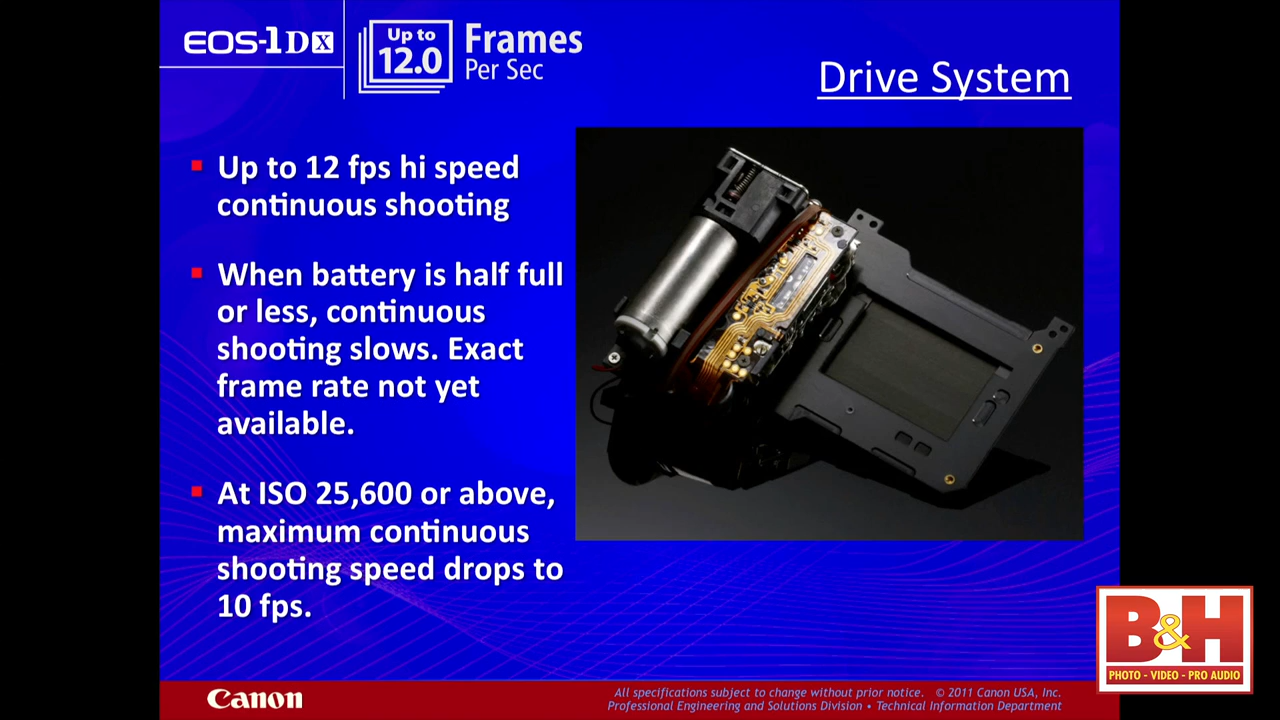 EOS-1DX
Up to
12.0
Frames
Per Sec
Drive System
Up to 12 fps hi speed
continuous shooting
When battery is half full
or less, continuous
shooting slows. Exact
frame rate not yet
available.
At ISO 25,600 or above,
maximum continuous
shooting speed drops to
10 fps.
Canon
All specifications subject to change without prior notice. © 2011 Canon USA, Inc.
Professional Engineering and Solutions Division • Technical Information Department
B&H
PHOTO - VIDEO - PRO AUDIO